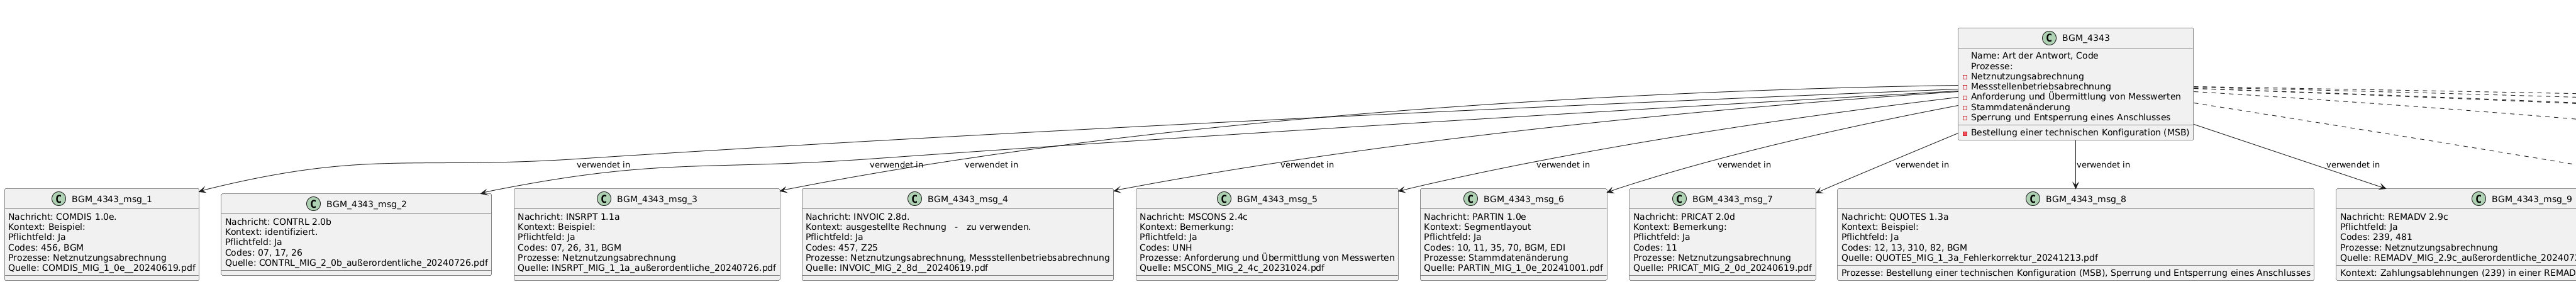 C BGM_4343
Name: Art der Antwort, Code
Prozesse:
Netznutzungsabrechnung
Messstellenbetriebsabrechnung
Anforderung und Übermittlung von Messwerten
Stammdatenänderung
Sperrung und Entsperrung eines Anschlusses
Bestellung einer technischen Konfiguration (MSB)
verwendet in
verwendet in
verwendet in
verwendet in
verwendet in
verwendet in
verwendet in
verwendet in
verwendet in
C BGM_4343_msg_1
Nachricht: COMDIS 1.0e.
Kontext: Beispiel:
Pflichtfeld: Ja
Codes: 456, BGM
Prozesse: Netznutzungsabrechnung
Quelle: COMDIS_MIG_1_0e__20240619.pdf
C BGM_4343_msg_2
Nachricht: CONTRL 2.0b
Kontext: identifiziert.
Pflichtfeld: Ja
Codes: 07, 17, 26
Quelle: CONTRL_MIG_2_0b_außerordentliche_20240726.pdf
C BGM_4343_msg_3
Nachricht: INSRPT 1.1a
Kontext: Beispiel:
Pflichtfeld: Ja
Codes: 07, 26, 31, BGM
Prozesse: Netznutzungsabrechnung
Quelle: INSRPT_MIG_1_1a_außerordentliche_20240726.pdf
C BGM_4343_msg_4
Nachricht: INVOIC 2.8d.
Kontext: ausgestellte Rechnung - zu verwenden.
Pflichtfeld: Ja
Codes: 457, Z25
Prozesse: Netznutzungsabrechnung, Messstellenbetriebsabrechnung
Quelle: INVOIC_MIG_2_8d__20240619.pdf
C BGM_4343_msg_5
Nachricht: MSCONS 2.4c
Kontext: Bemerkung:
Pflichtfeld: Ja
Codes: UNH
Prozesse: Anforderung und Übermittlung von Messwerten
Quelle: MSCONS_MIG_2_4c_20231024.pdf
C BGM_4343_msg_6
Nachricht: PARTIN 1.0e
Kontext: Segmentlayout
Pflichtfeld: Ja
Codes: 10, 11, 35, 70, BGM, EDI
Prozesse: Stammdatenänderung
Quelle: PARTIN_MIG_1_0e_20241001.pdf
C BGM_4343_msg_7
Nachricht: PRICAT 2.0d
Kontext: Bemerkung:
Pflichtfeld: Ja
Codes: 11
Prozesse: Netznutzungsabrechnung
Quelle: PRICAT_MIG_2_0d_20240619.pdf
C BGM_4343_msg_8
Nachricht: QUOTES 1.3a
Kontext: Beispiel:
Pflichtfeld: Ja
Codes: 12, 13, 310, 82, BGM
Quelle: QUOTES_MIG_1_3a_Fehlerkorrektur_20241213.pdf
Prozesse: Bestellung einer technischen Konfiguration (MSB), Sperrung und Entsperrung eines Anschlusses
C BGM_4343_msg_9
Nachricht: REMADV 2.9c
Pflichtfeld: Ja
Codes: 239, 481
Prozesse: Netznutzungsabrechnung
Quelle: REMADV_MIG_2.9c_außerordentliche_202407
Kontext: Zahlungsablehnungen (239) in einer REMAD